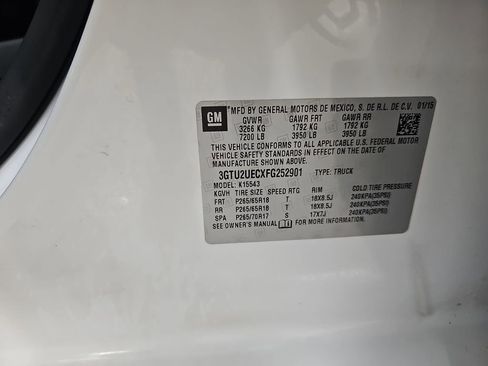 GM
MFD BY GENERAL MOTORS DE MEXICO, S. DE R.L. DE C.V. 01/15
GVWR GAWR FRT GAWR RR
3266 KG 1792 KG 1792 KG
7200 LB 3950 LB 3950 LB
THIS VEHICLE CONFORMS TO ALL APPLICABLE U.S. FEDERAL MOTOR
VEHICLE SAFETY AND THEFT PREVENTION STANDARDS IN EFFECT ON THE DATE OF
MANUFACTURE SHOWN ABOVE.
3GTU2UECXFG252901 TYPE: TRUCK
MODEL: K15543
KGVH TIRE SIZE SPEED RTG RIM COLD TIRE PRESSURE
FRT P265/65R18 T 18X8.5J 240KPA(35PSI)
RR P265/65R18 T 18X8.5J 240KPA(35PSI)
SPA P265/70R17 S 17X7J 240KPA(35PSI)
SEE OWNER'S MANUAL FOR MORE INFORMATION.